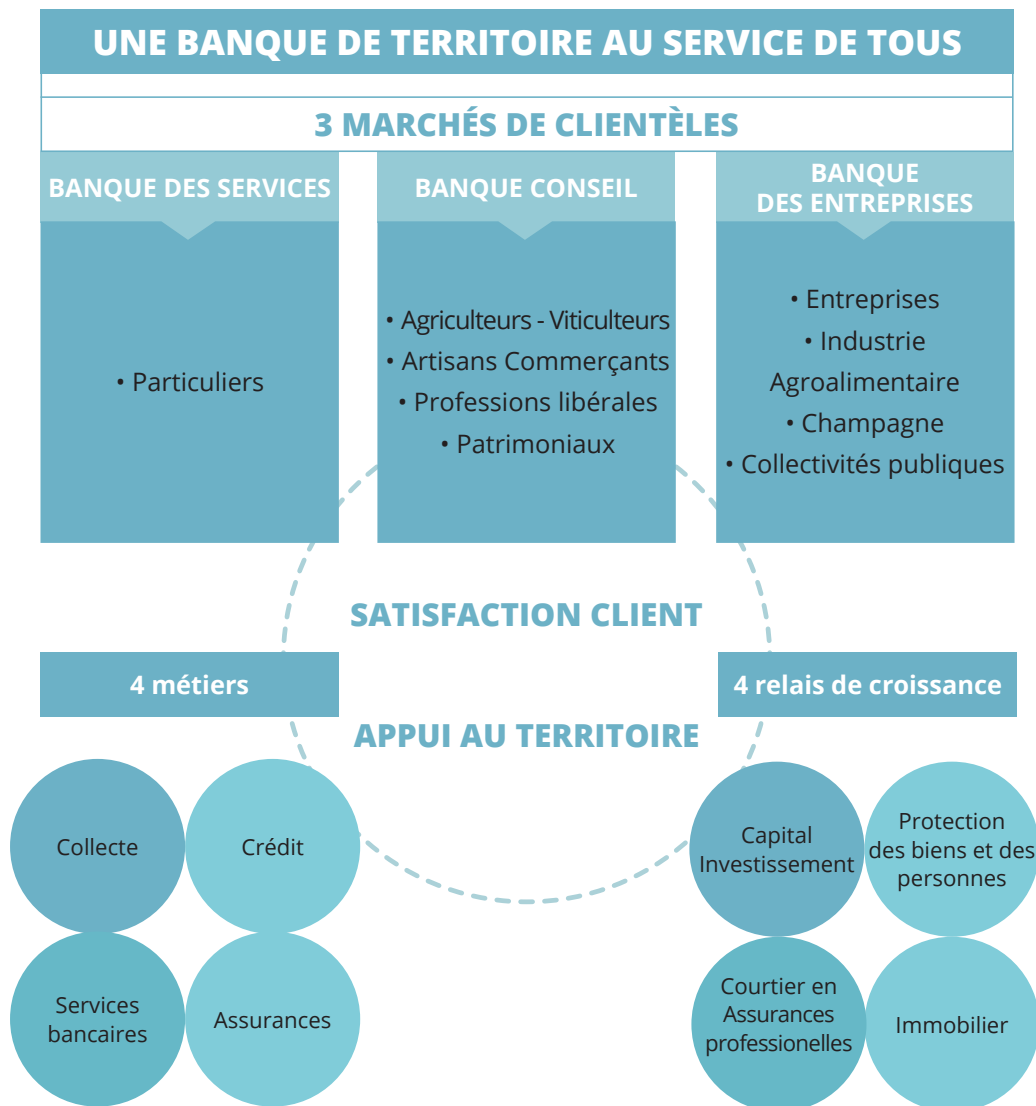 UNE BANQUE DE TERRITOIRE AU SERVICE DE TOUS
3 MARCHÉS DE CLIENTÈLES
BANQUE DES SERVICES
• Particuliers
BANQUE CONSEIL
• Agriculteurs - Viticulteurs
• Artisans Commerçants
• Professions libérales
• Patrimoniaux
BANQUE
DES ENTREPRISES
• Entreprises
• Industrie
Agroalimentaire
• Champagne
• Collectivités publiques
SATISFACTION CLIENT
APPUI AU TERRITOIRE
4 métiers
Collecte
Crédit
Services
bancaires
Assurances
4 relais de croissance
Capital
Investissement
Protection
des biens et des
personnes
Courtier en
Assurances
professionelles
Immobilier